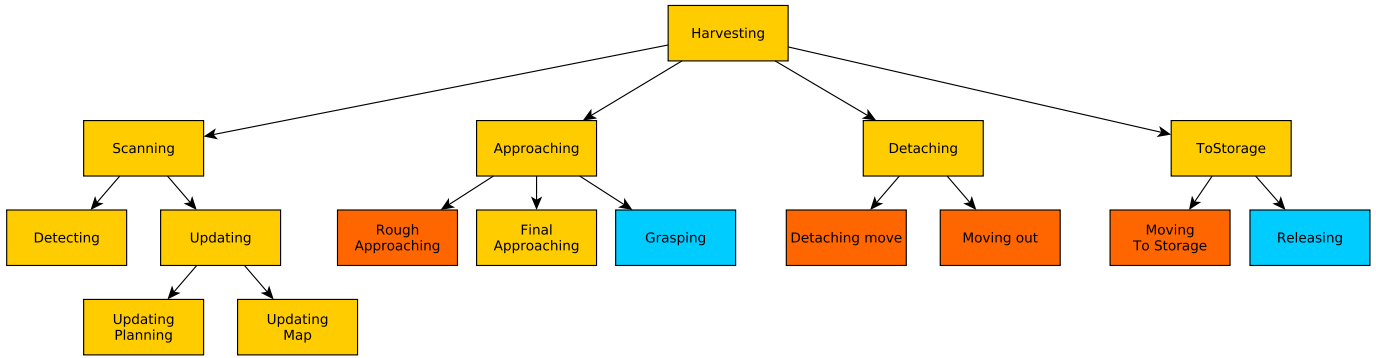 Harvesting
Scanning
Approaching
Detaching
ToStorage
Detecting
Updating
Rough
Approaching
Final
Approaching
Grasping
Detaching move
Moving out
Moving
To Storage
Releasing
Updating
Planning
Updating
Map